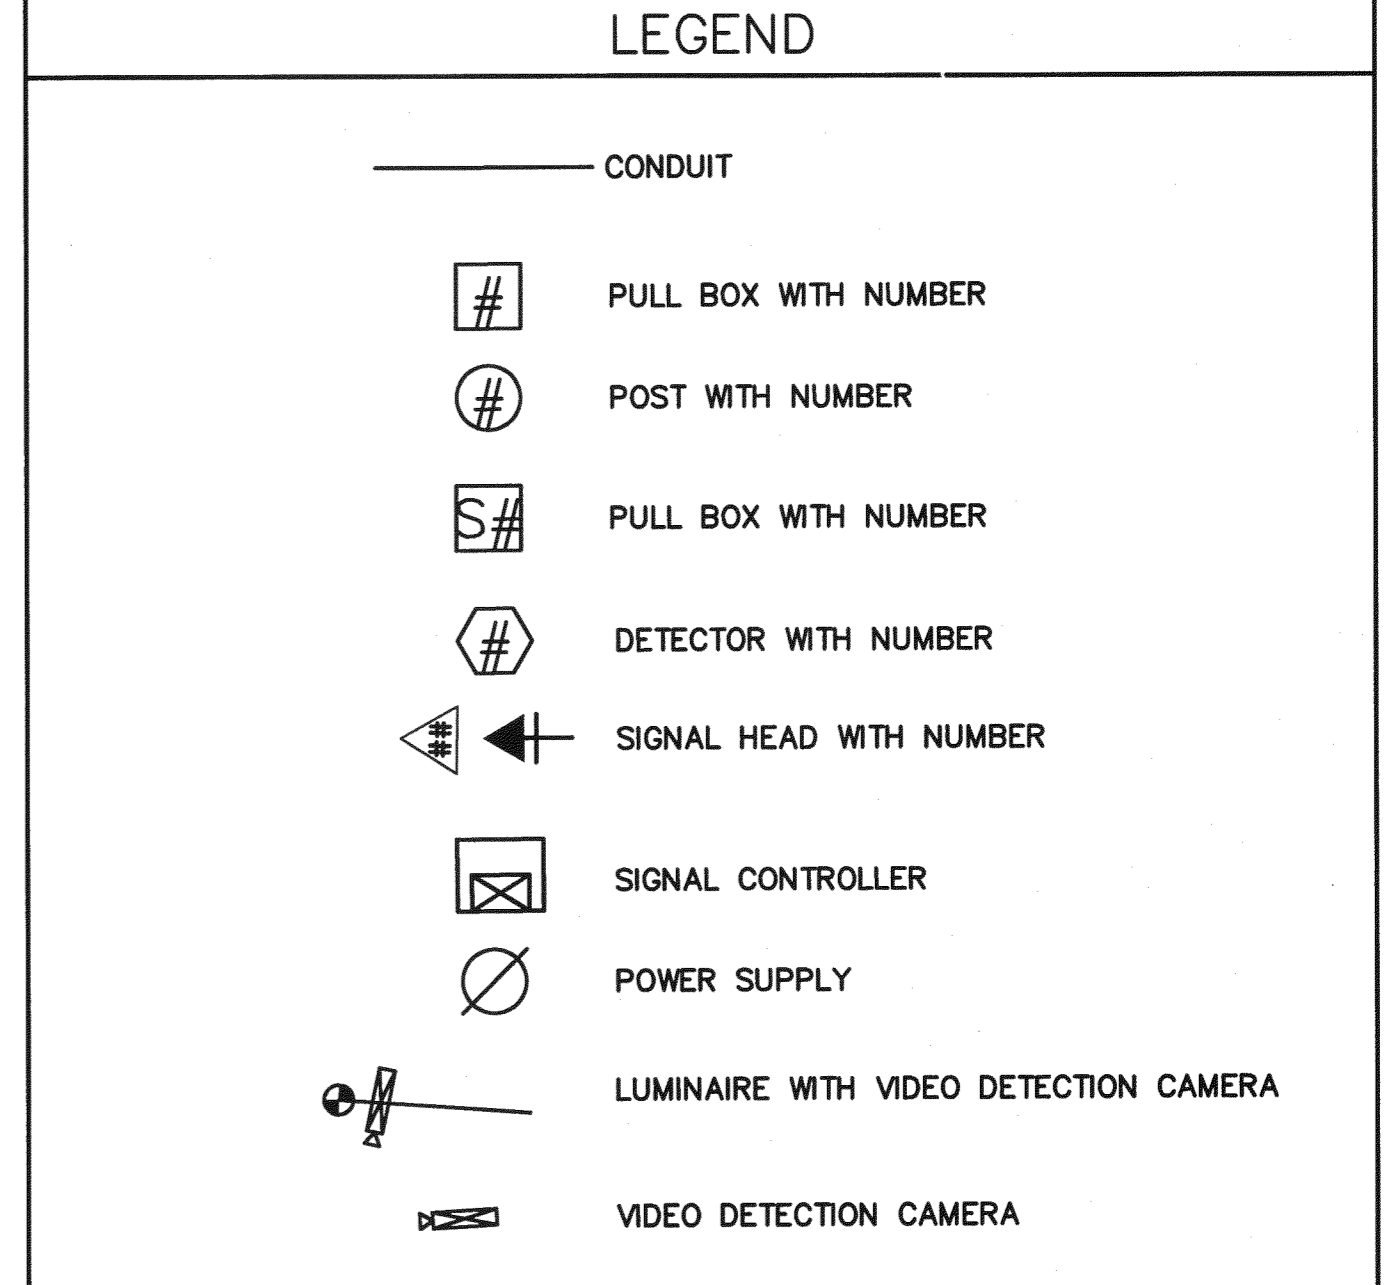 LEGEND
CONDUIT
# PULL BOX WITH NUMBER
# POST WITH NUMBER
S# PULL BOX WITH NUMBER
# DETECTOR WITH NUMBER
## SIGNAL HEAD WITH NUMBER
SIGNAL CONTROLLER
POWER SUPPLY
LUMINAIRE WITH VIDEO DETECTION CAMERA
VIDEO DETECTION CAMERA